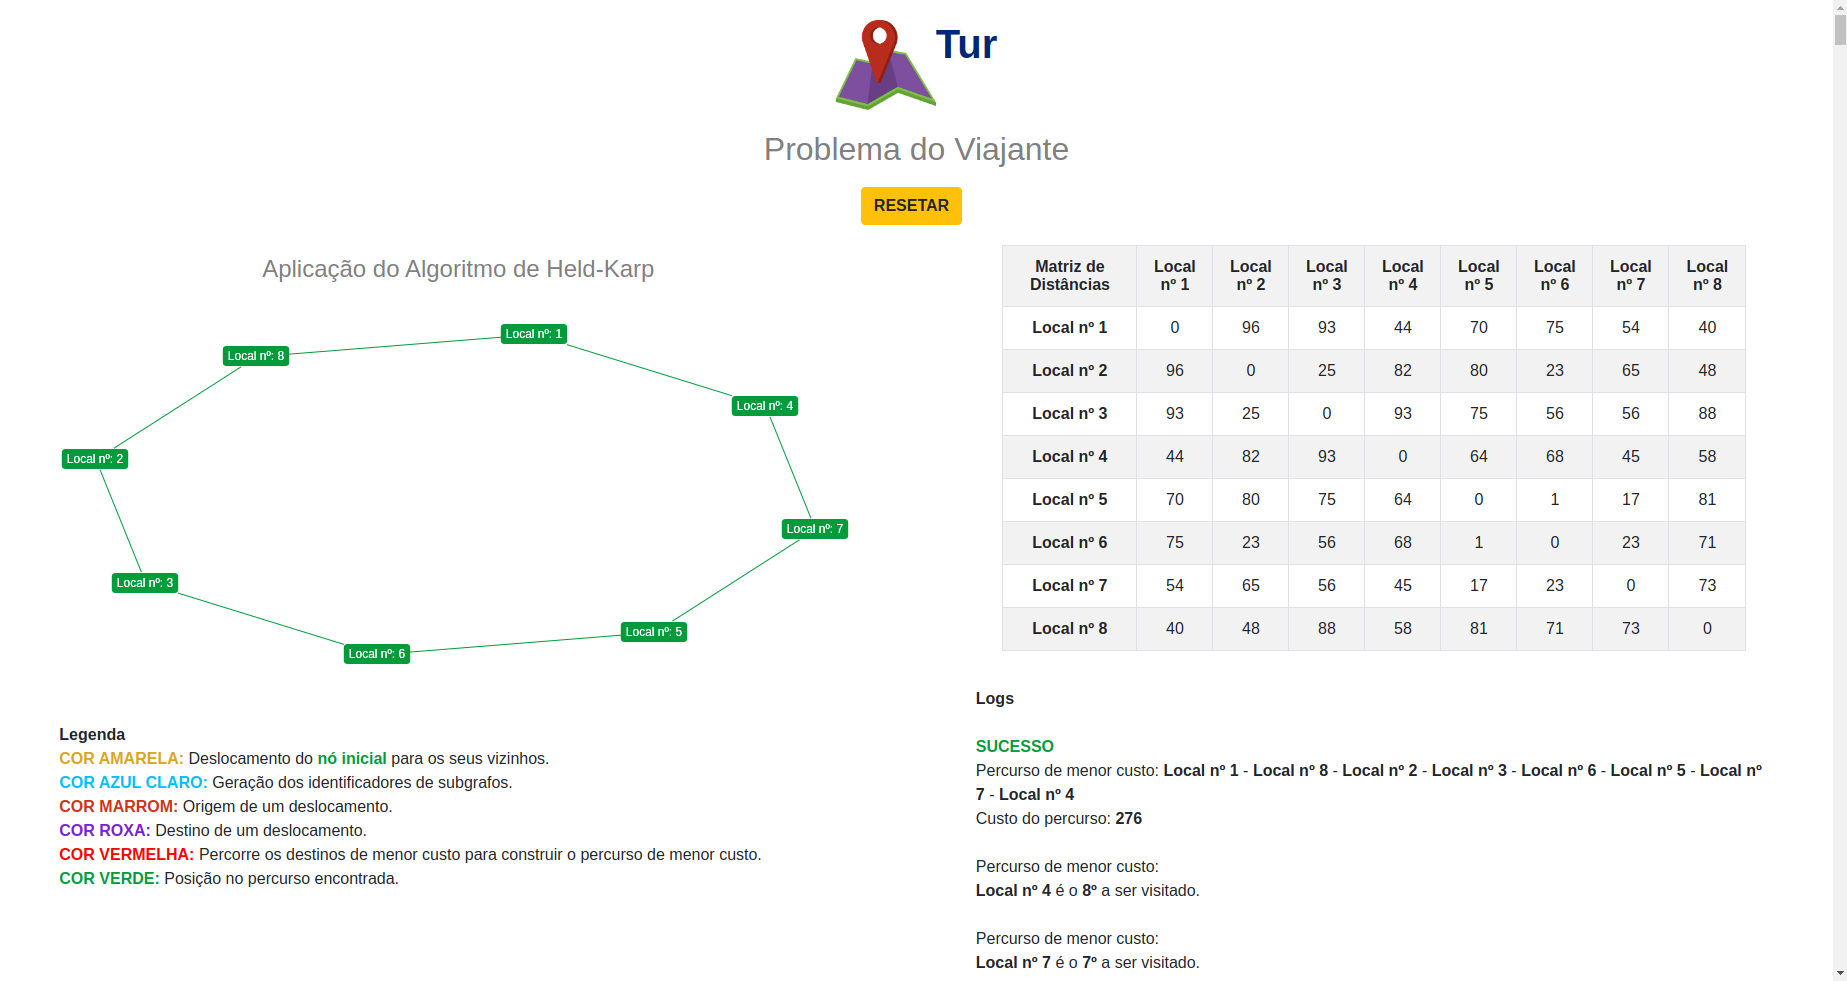 Tur
Problema do Viajante
RESETAR
Aplicação do Algoritmo de Held-Karp
Local nº: 1
Local nº: 8
Local nº: 4
Local nº: 2
Local nº: 7
Local nº: 3
Local nº: 5
Local nº: 6
Legenda
COR AMARELA: Deslocamento do nó inicial para os seus vizinhos.
COR AZUL CLARO: Geração dos identificadores de subgrafos.
COR MARROM: Origem de um deslocamento.
COR ROXA: Destino de um deslocamento.
COR VERMELHA: Percorre os destinos de menor custo para construir o percurso de menor custo.
COR VERDE: Posição no percurso encontrada.
Matriz de Distâncias Local nº 1 Local nº 2 Local nº 3 Local nº 4 Local nº 5 Local nº 6 Local nº 7 Local nº 8
Local nº 1 0 96 93 44 70 75 54 40
Local nº 2 96 0 25 82 80 23 65 48
Local nº 3 93 25 0 93 75 56 56 88
Local nº 4 44 82 93 0 64 68 45 58
Local nº 5 70 80 75 64 0 1 17 81
Local nº 6 75 23 56 68 1 0 23 71
Local nº 7 54 65 56 45 17 23 0 73
Local nº 8 40 48 88 58 81 71 73 0
Logs
SUCESSO
Percurso de menor custo: Local nº 1 - Local nº 8 - Local nº 2 - Local nº 3 - Local nº 6 - Local nº 5 - Local nº
7 - Local nº 4
Custo do percurso: 276
Percurso de menor custo:
Local nº 4 é o 8º a ser visitado.
Percurso de menor custo:
Local nº 7 é o 7º a ser visitado.